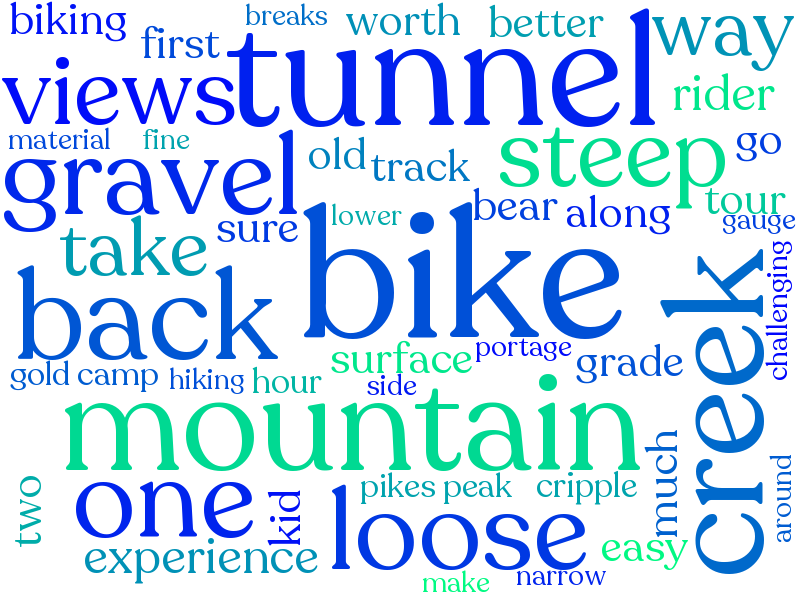 biking
breaks
worth
better
way
first
tunnel
views
rider
material
fine
gravel
old
track
steep
go
tour
bear
along
gauge
lower
sure
take
bike
back
creek
challenging
surface
portage
grade
gold camp
hiking
hour
side
mountain
two
one
kid
loose
pikes peak
cripple
much
around
experience
easy
make
narrow